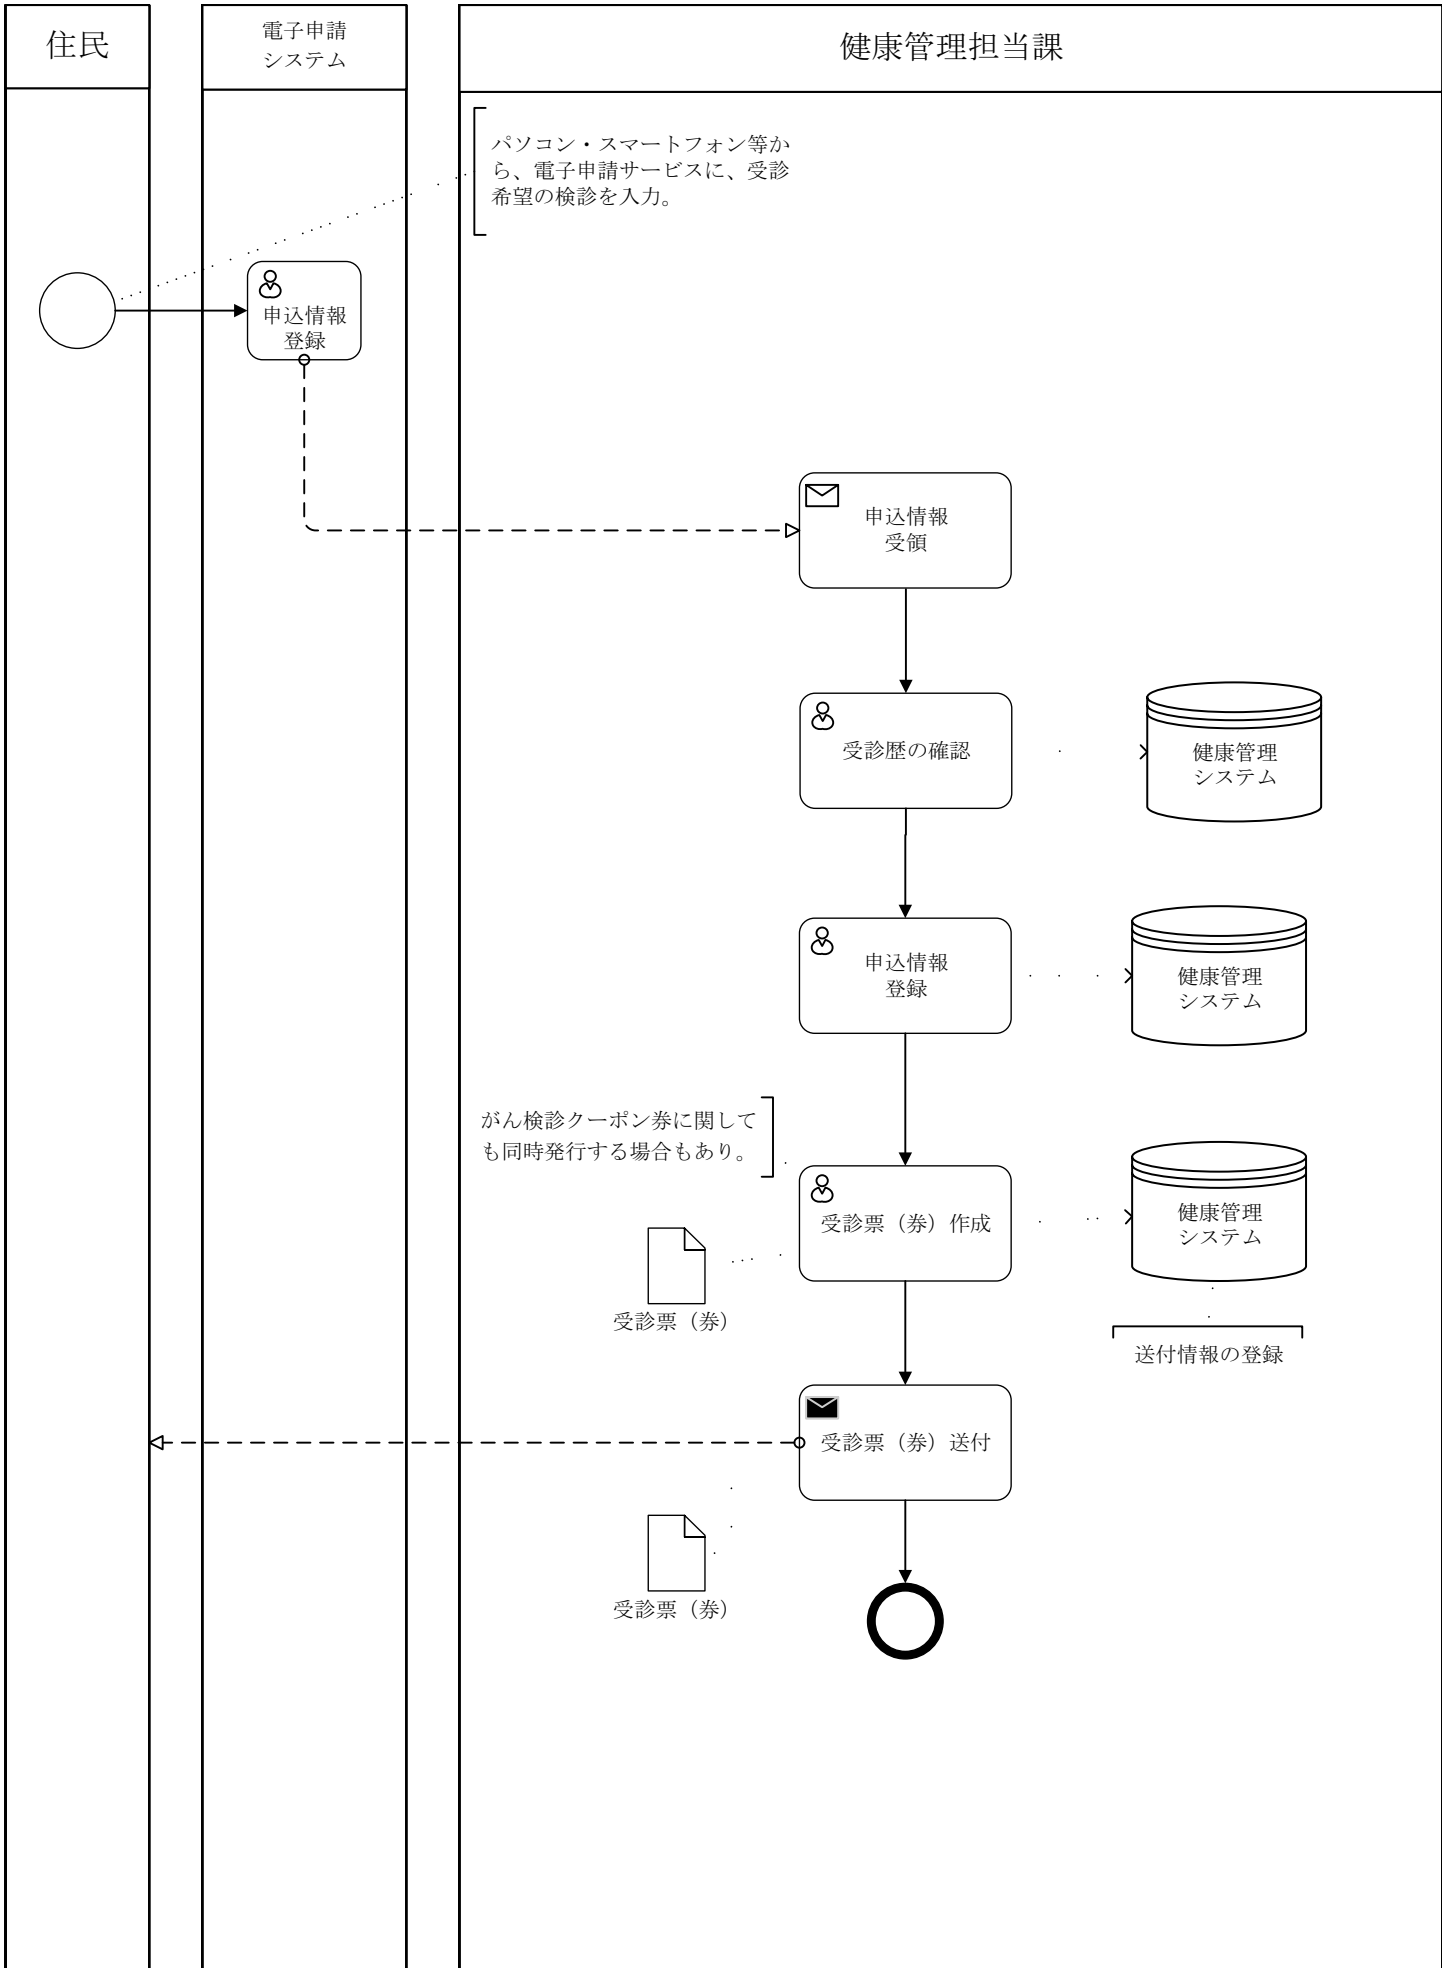 住民
電子申請
システム
健康管理担当課
パソコン・スマートフォン等か
ら、電子申請サービスに、受診
希望の検診を入力。
申込情報
登録
申込情報
受領
受診歴の確認
健康管理
システム
申込情報
登録
健康管理
システム
がん検診クーポン券に関して
も同時発行する場合もあり。
受診票（券）作成
健康管理
システム
受診票（券）
送付情報の登録
受診票（券）送付
受診票（券）